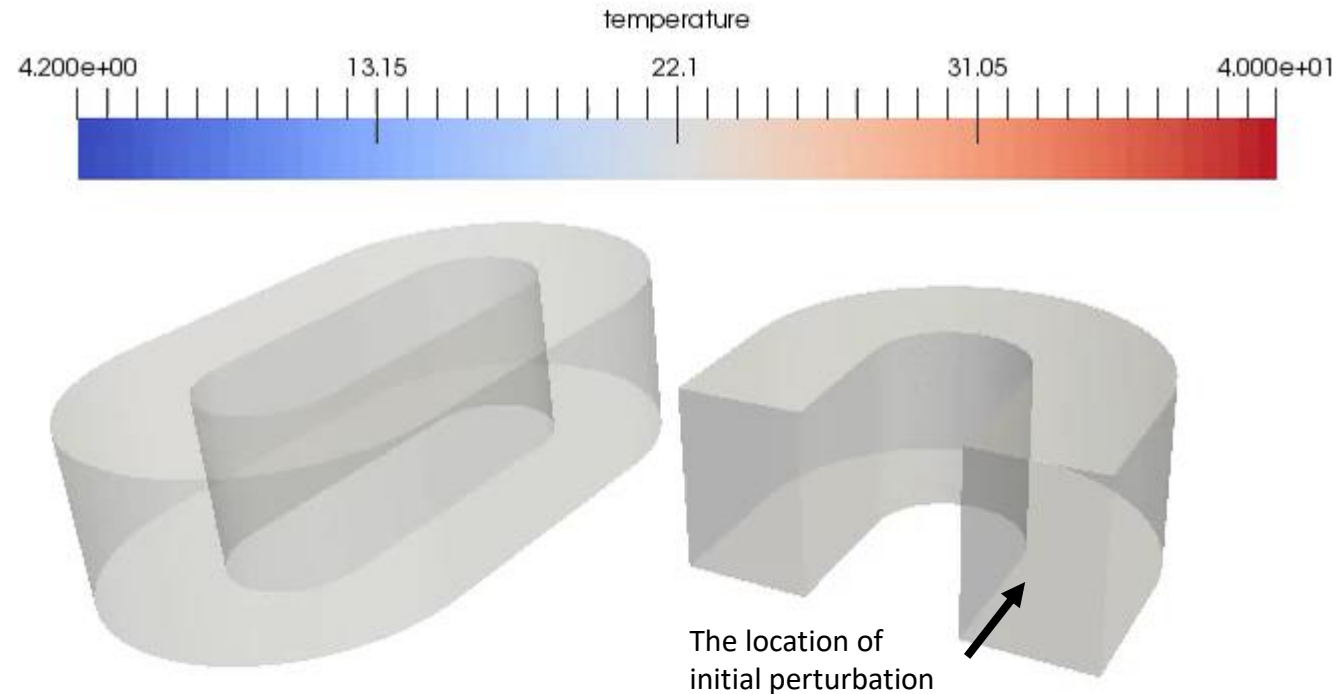 temperature
4.200e+00 13.15 22.1 31.05 4.000e+01
The location of
initial perturbation